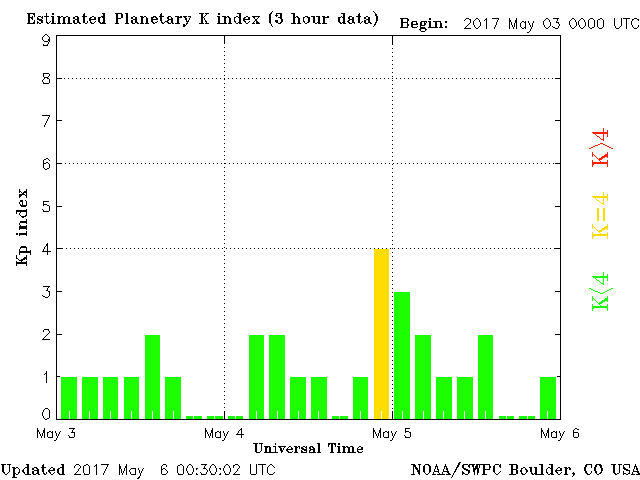 Estimated Planetary K index (3 hour data) Begin: 2017 May 03 0000 UTC
9
8
7
6
5
4
3
2
1
0
Kp index
K<4 K=4 K>4
May 3 May 4 May 5 May 6
Universal Time
Updated 2017 May 6 00:30:02 UTC NOAA/SWPC Boulder, CO USA